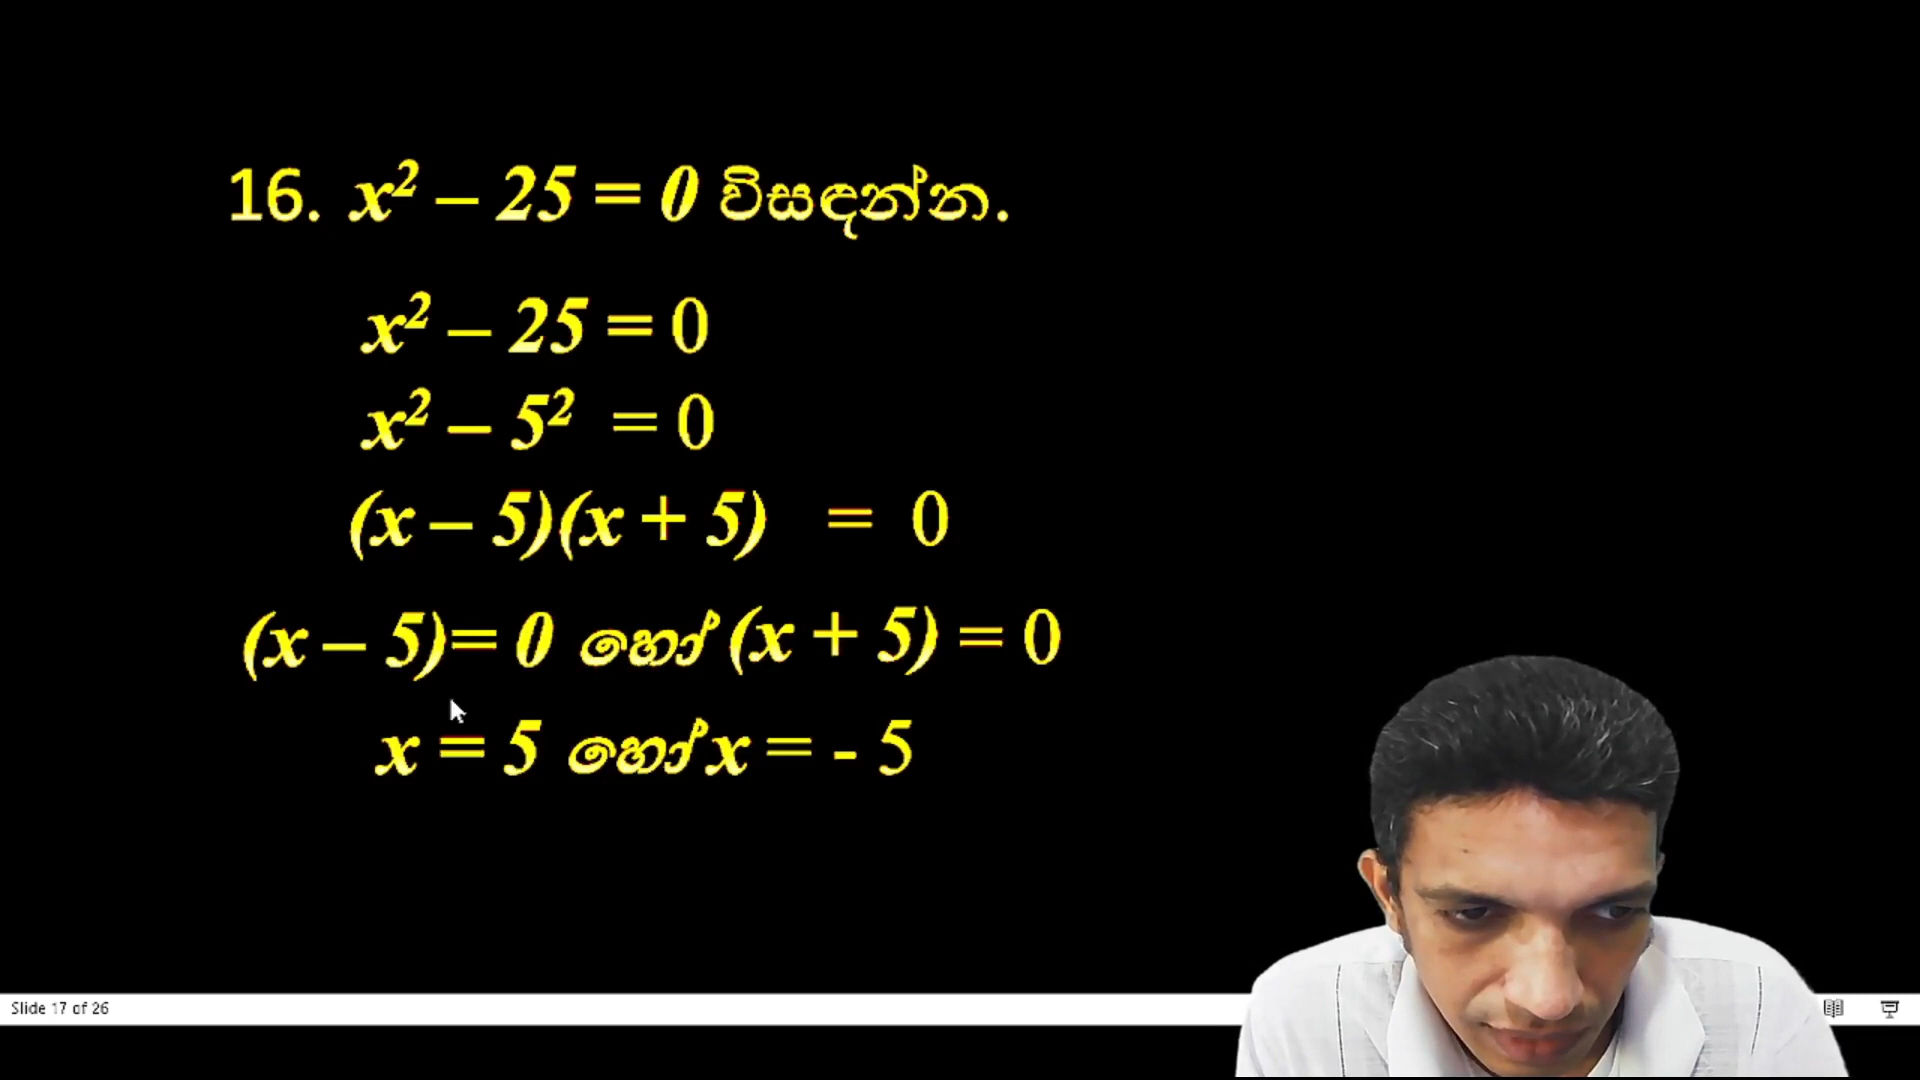 16. x² – 25 = 0 විසඳන්න.
x² – 25 = 0
x² – 5² = 0
(x – 5)(x + 5) = 0
(x – 5)= 0 හෝ (x + 5) = 0
x = 5 හෝ x = - 5
Slide 17 of 26